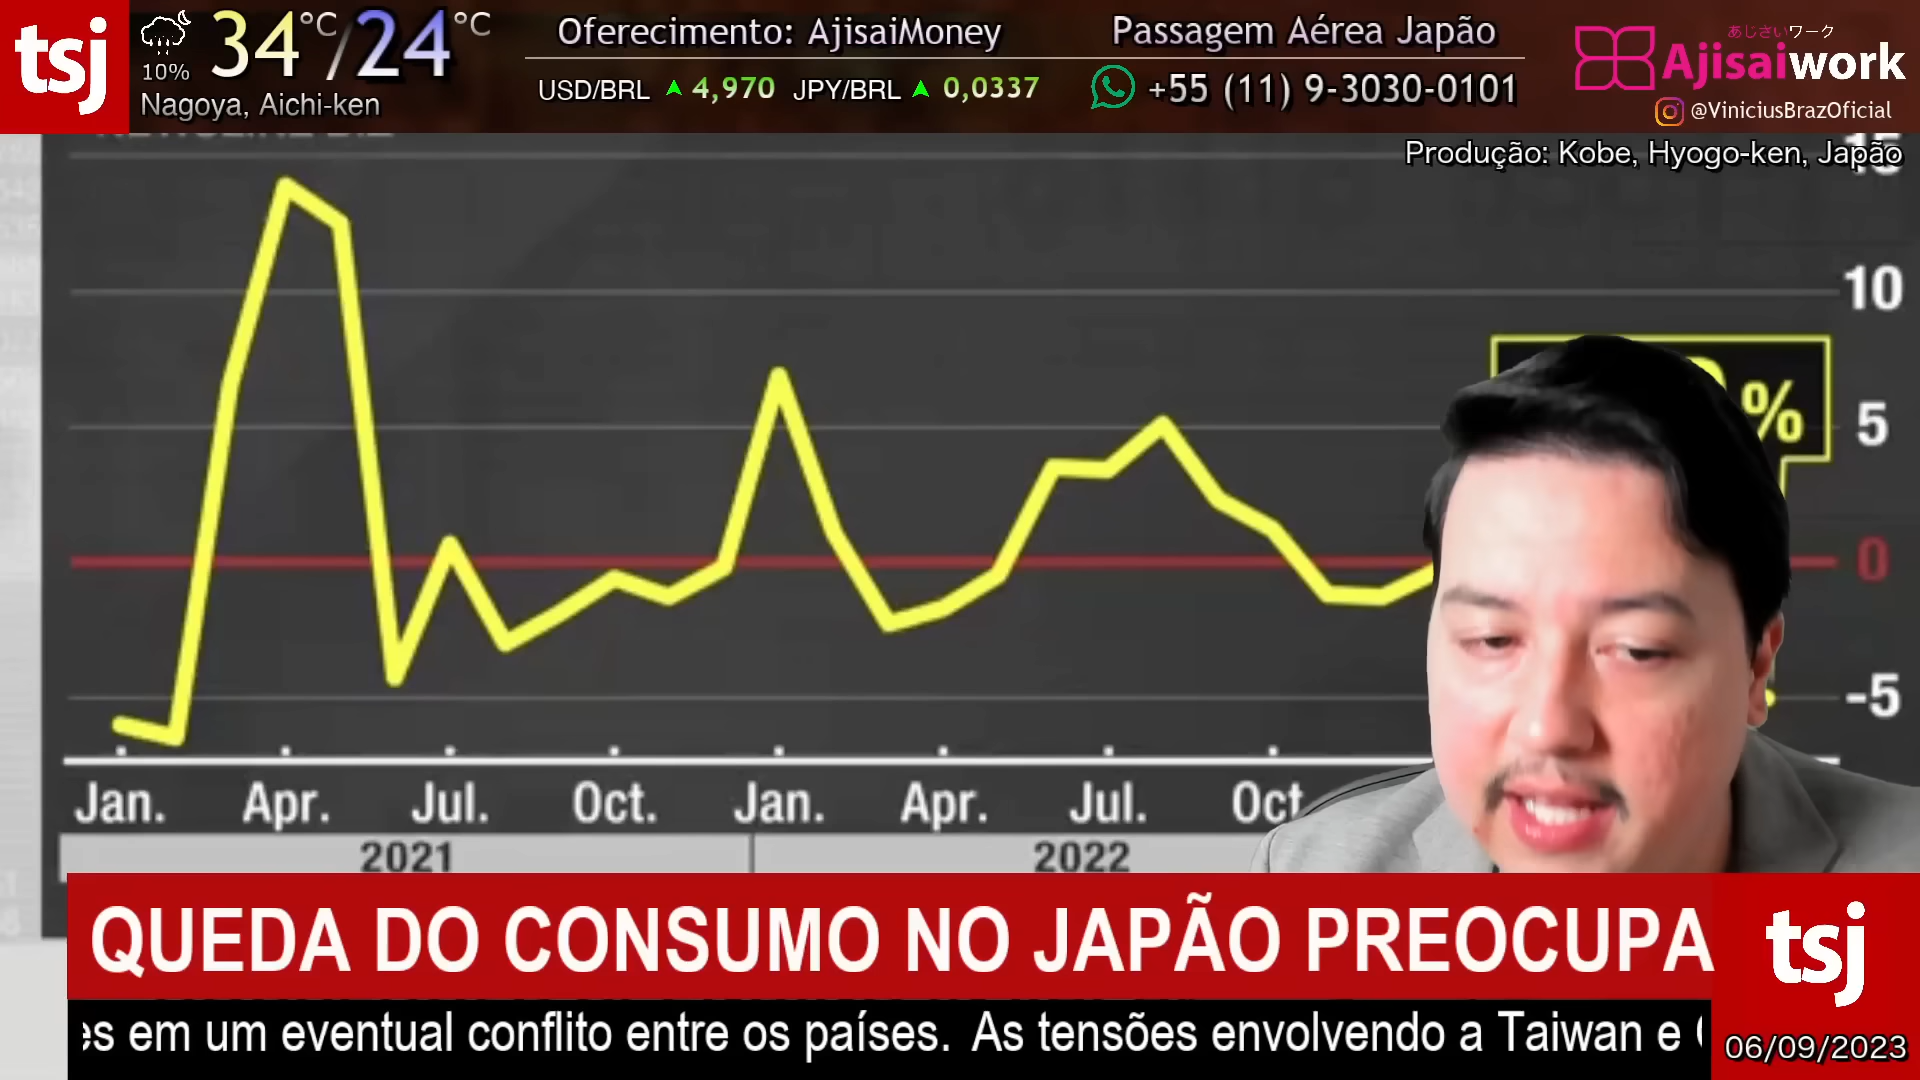 tsj
10%
34°C/24°C
Nagoya, Aichi-ken
Oferecimento: AjisaiMoney
USD/BRL ▲ 4,970 JPY/BRL ▲ 0,0337
Passagem Aérea Japão
+55 (11) 9-3030-0101
あじさいワーク
Ajisaiwork
@ViniciusBrazOficial
Produção: Kobe, Hyogo-ken, Japão
15
10
%
5
0
-5
Jan. Apr. Jul. Oct. Jan. Apr. Jul. Oct
2021 2022
QUEDA DO CONSUMO NO JAPÃO PREOCUPA
tsj
es em um eventual conflito entre os países. As tensões envolvendo a Taiwan e
06/09/2023